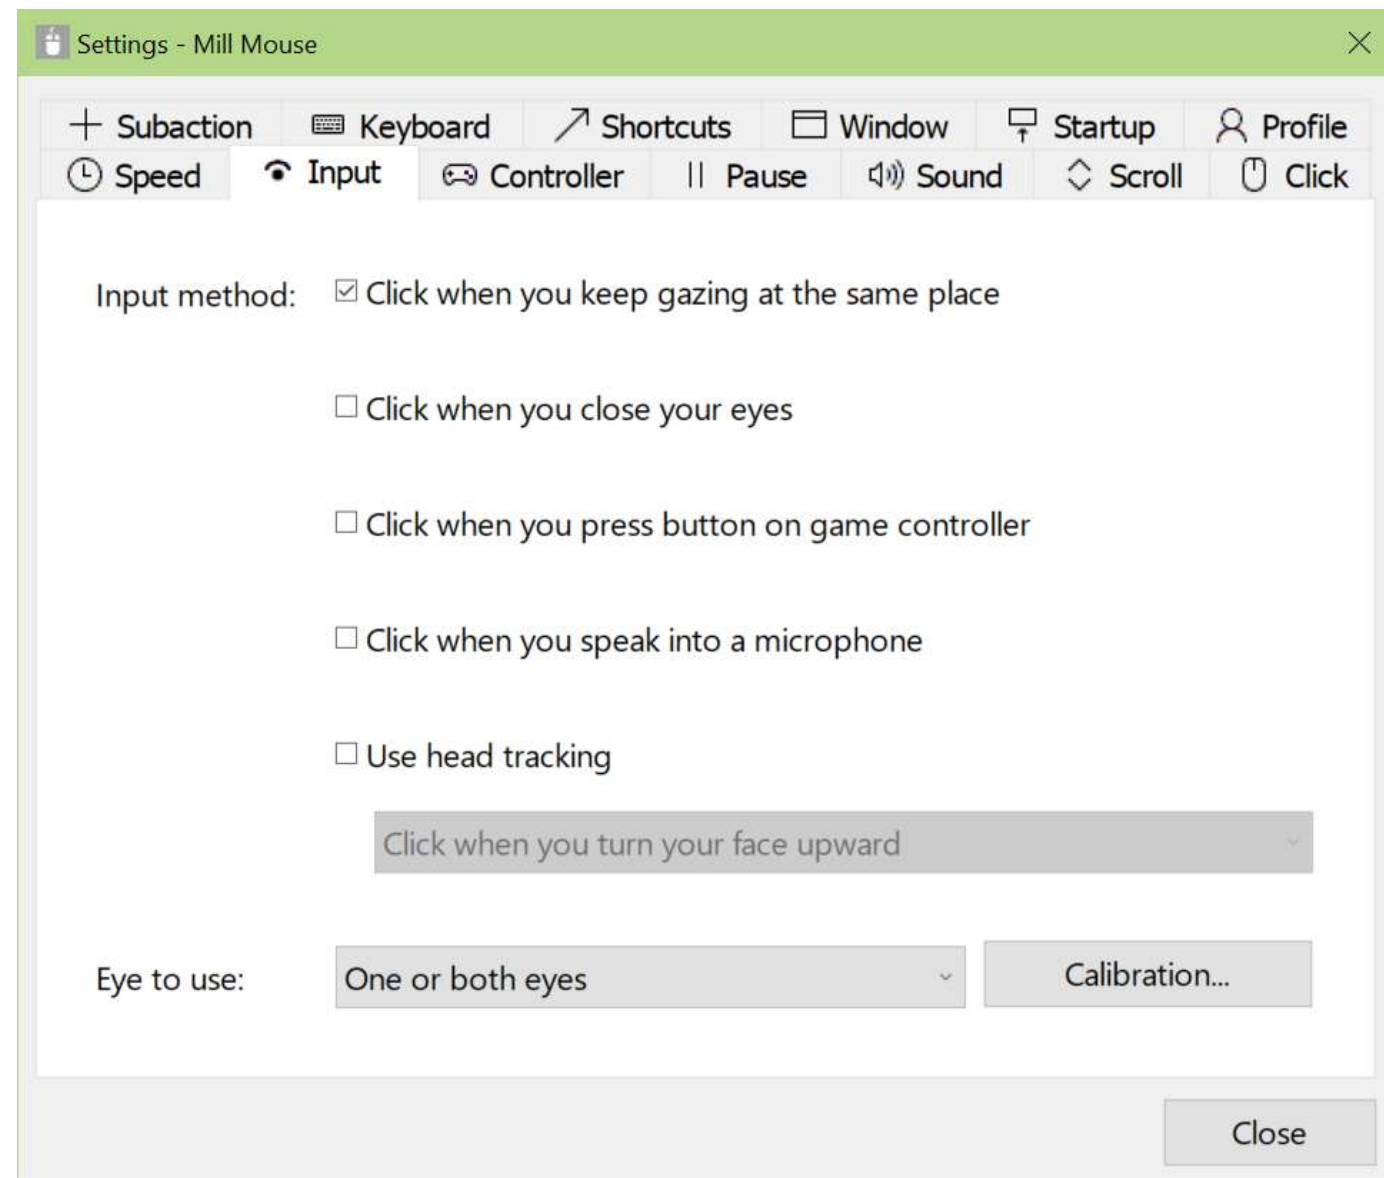 Settings - Mill Mouse
Subaction Keyboard Shortcuts Window Startup Profile
Speed Input Controller Pause Sound Scroll Click
Input method: Click when you keep gazing at the same place
Click when you close your eyes
Click when you press button on game controller
Click when you speak into a microphone
Use head tracking
Click when you turn your face upward
Eye to use: One or both eyes Calibration...
Close